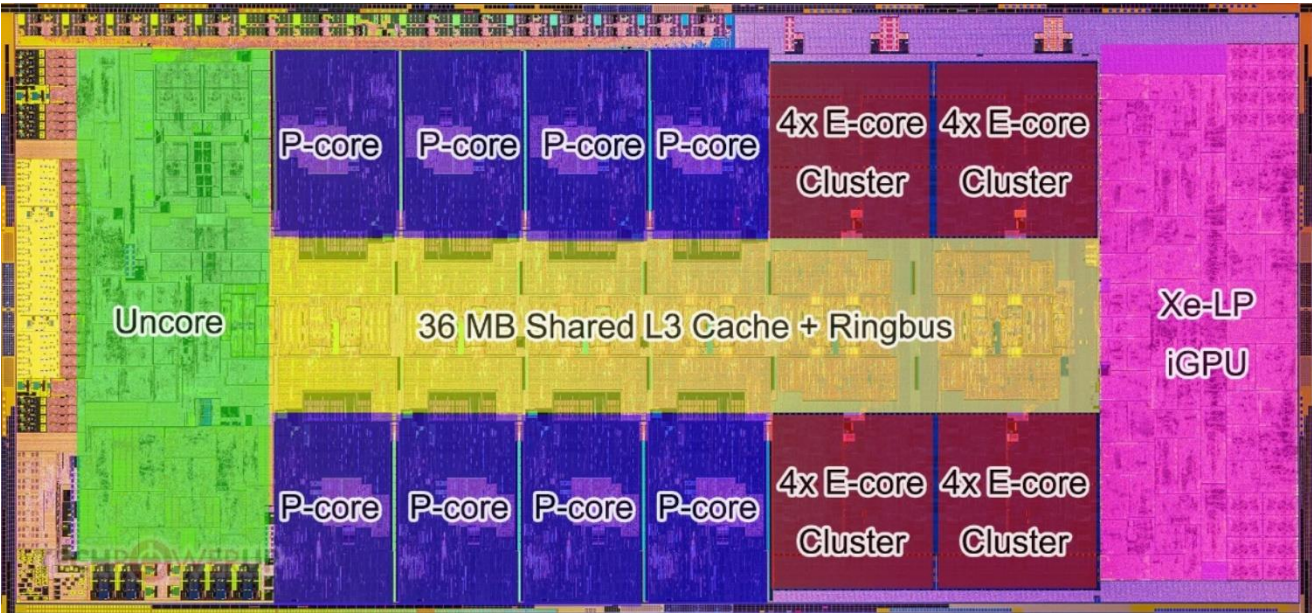 P-core P-core P-core P-core
4x E-core 4x E-core
Cluster Cluster
Uncore
36 MB Shared L3 Cache + Ringbus
Xe-LP
iGPU
P-core P-core P-core P-core
4x E-core 4x E-core
Cluster Cluster
TECHPOWERUP